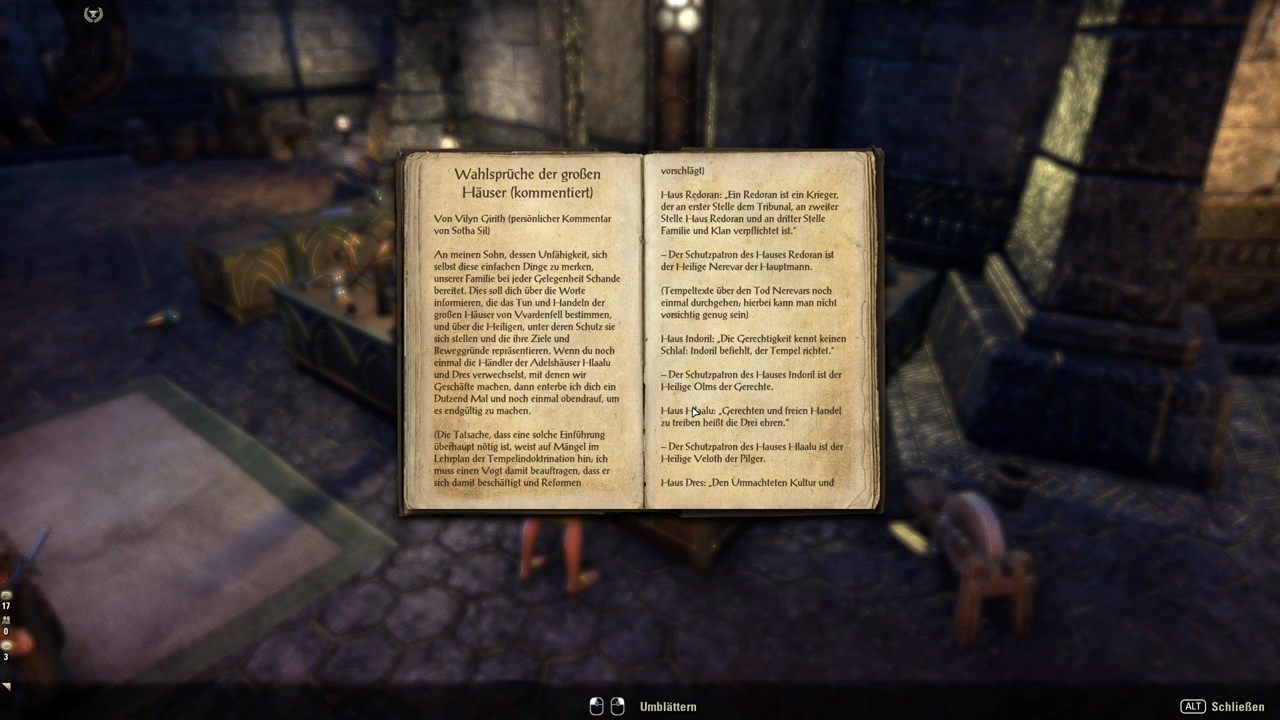 Wahlsprüche der großen
Häuser (kommentiert)
Von Vilyn Girith (persönlicher Kommentar
von Sotha Sil)
An meinen Sohn, dessen Unfähigkeit, sich
selbst diese einfachen Dinge zu merken,
unserer Familie bei jeder Gelegenheit Schande
bereitet. Dies soll dich über die Worte
informieren, die das Tun und Handeln der
großen Häuser von Vvardenfell bestimmen,
und über die Heiligen, unter deren Schutz sie
sich stellen und die ihre Ziele und
Beweggründe repräsentieren. Wenn du noch
einmal die Händler der Adelshäuser Hlaalu
und Dres verwechselst, mit denen wir
Geschäfte machen, dann enterbe ich dich ein
Dutzend Mal und noch einmal obendrauf, um
es endgültig zu machen.
(Die Tatsache, dass eine solche Einführung
überhaupt nötig ist, weist auf Mängel im
Lehrplan der Tempelindoktrination hin; ich
muss einen Vogt damit beauftragen, dass er
sich damit beschäftigt und Reformen
vorschlägt)
Haus Redoran: „Ein Redoran ist ein Krieger,
der an erster Stelle dem Tribunal, an zweiter
Stelle Haus Redoran und an dritter Stelle
Familie und Klan verpflichtet ist.“
– Der Schutzpatron des Hauses Redoran ist
der Heilige Nerevar der Hauptmann.
(Tempeltexte über den Tod Nerevars noch
einmal durchgehen; hierbei kann man nicht
vorsichtig genug sein)
Haus Indoril: „Die Gerechtigkeit kennt keinen
Schlaf: Indoril befiehlt, der Tempel richtet.“
– Der Schutzpatron des Hauses Indoril ist der
Heilige Olms der Gerechte.
Haus Hlaalu: „Gerechten und freien Handel
zu treiben heißt die Drei ehren.“
– Der Schutzpatron des Hauses Hlaalu ist der
Heilige Veloth der Pilger.
Haus Dres: „Den Umnachteten Kultur und
17
0
3
Umblättern
ALT Schließen